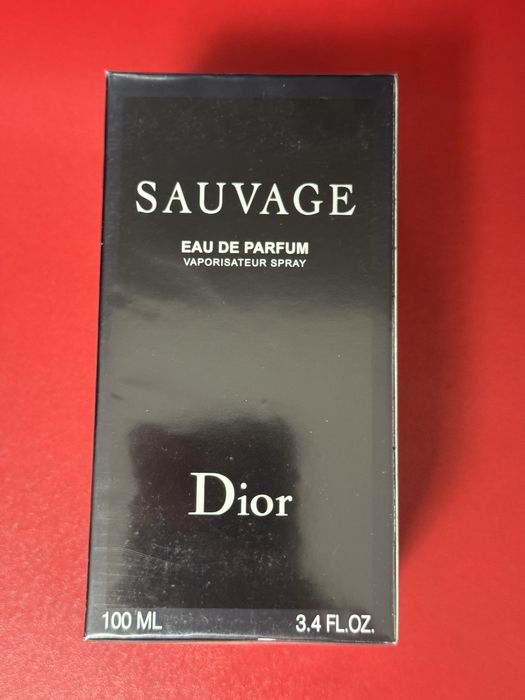 SAUVAGE
EAU DE PARFUM
VAPORISATEUR SPRAY
Dior
100 ML 3.4 FL.OZ.